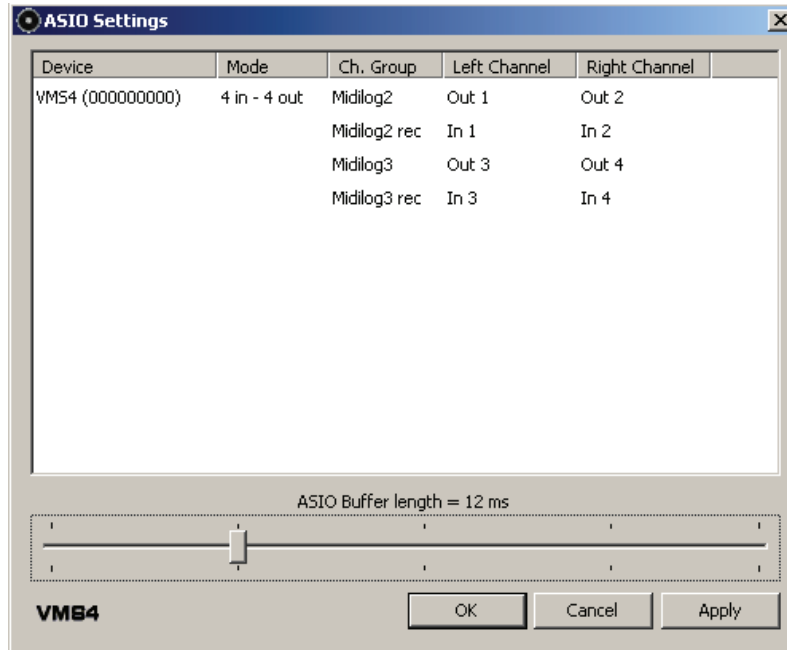 ASIO Settings
Device Mode Ch. Group Left Channel Right Channel
VMS4 (000000000) 4 in - 4 out Midilog2 Out 1 Out 2
Midilog2 rec In 1 In 2
Midilog3 Out 3 Out 4
Midilog3 rec In 3 In 4
ASIO Buffer length = 12 ms
VMS4 OK Cancel Apply